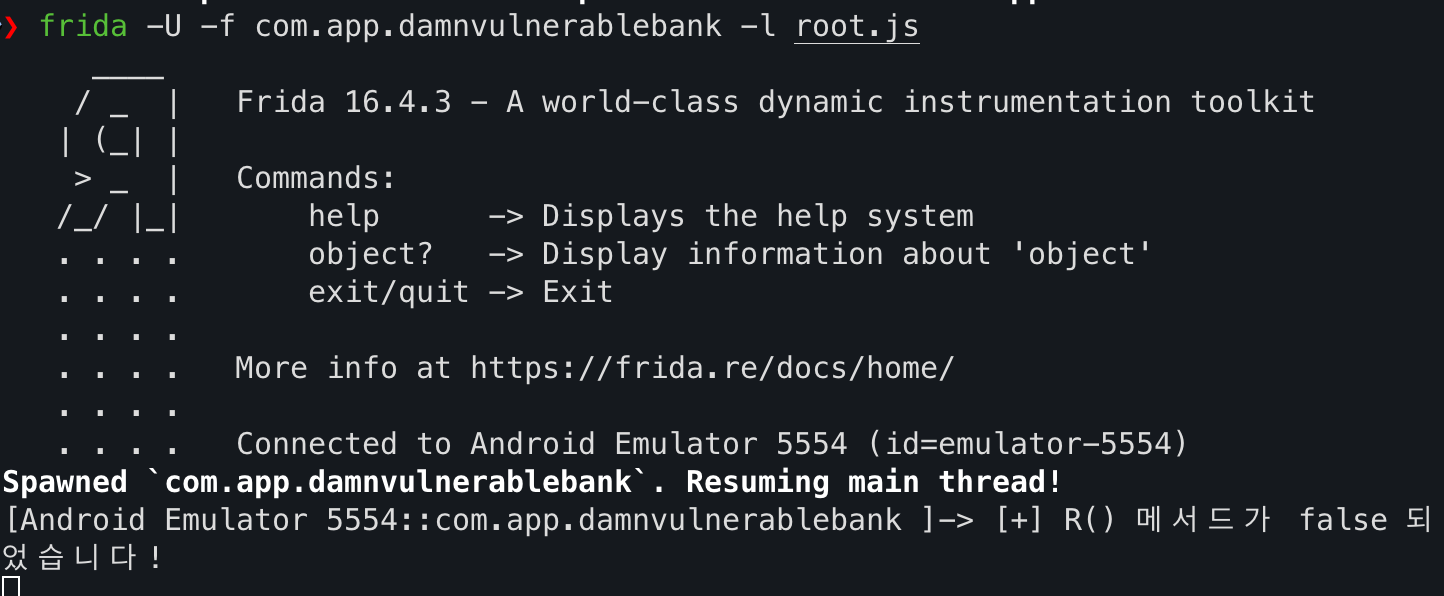 ❯ frida -U -f com.app.damnvulnerablebank -l root.js
     ____
    / _  |   Frida 16.4.3 - A world-class dynamic instrumentation toolkit
   | (_| |
    > _  |   Commands:
   /_/ |_|       help      -> Displays the help system
   . . . .       object?   -> Display information about 'object'
   . . . .       exit/quit -> Exit
   . . . .
   . . . .   More info at https://frida.re/docs/home/
   . . . .
   . . . .   Connected to Android Emulator 5554 (id=emulator-5554)
Spawned `com.app.damnvulnerablebank`. Resuming main thread!
[Android Emulator 5554::com.app.damnvulnerablebank ]-> [+] R() 메서드가 false 되
었습니다!